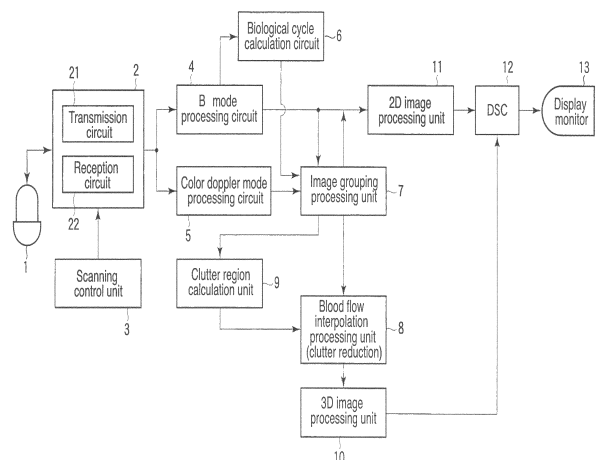 Biological cycle
calculation circuit
6
21
2
4
11
12
13
Transmission
circuit
B mode
processing circuit
2D image
processing unit
DSC
Display
monitor
Reception
circuit
22
Color doppler mode
processing circuit
5
Image grouping
processing unit
7
1
Scanning
control unit
3
Clutter region
calculation unit
9
Blood flow
interpolation
processing unit
(clutter reduction)
8
3D image
processing unit
10